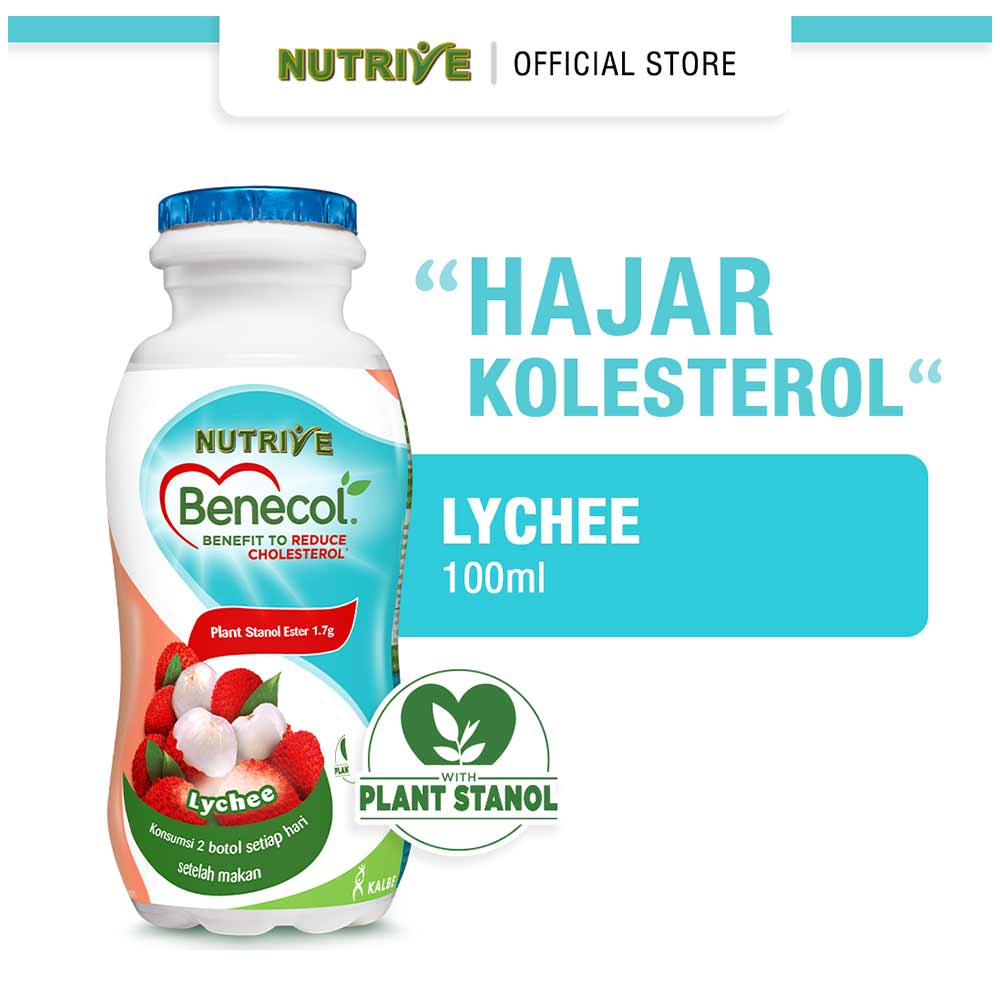 NUTRIVE | OFFICIAL STORE
“HAJAR
KOLESTEROL“
LYCHEE
100ml
NUTRIVE
Benecol®
BENEFIT TO REDUCE
CHOLESTEROL*
Plant Stanol Ester 1.7g
Lychee
Konsumsi 2 botol setiap hari
setelah makan
KALBE
WITH
PLANT STANOL